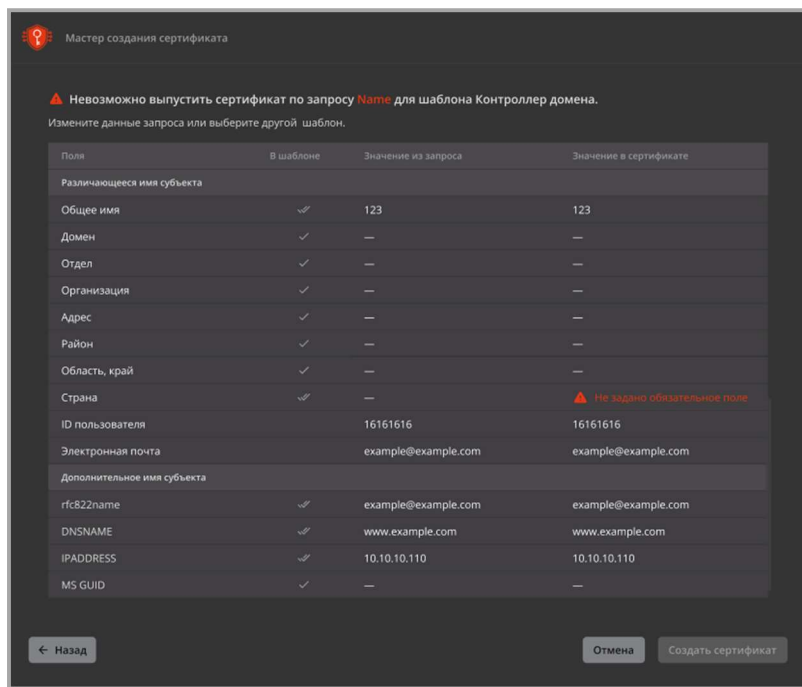 Мастер создания сертификата
Невозможно выпустить сертификат по запросу Name для шаблона Контроллер домена.
Измените данные запроса или выберите другой шаблон.
Поля В шаблоне Значение из запроса Значение в сертификате
Различающееся имя субъекта
Общее имя 123 123
Домен — —
Отдел — —
Организация — —
Адрес — —
Район — —
Область, край — —
Страна — Не задано обязательное поле
ID пользователя 16161616 16161616
Электронная почта example@example.com example@example.com
Дополнительное имя субъекта
rfc822name example@example.com example@example.com
DNSNAME www.example.com www.example.com
IPADDRESS 10.10.10.110 10.10.10.110
MS GUID — —
← Назад Отмена Создать сертификат